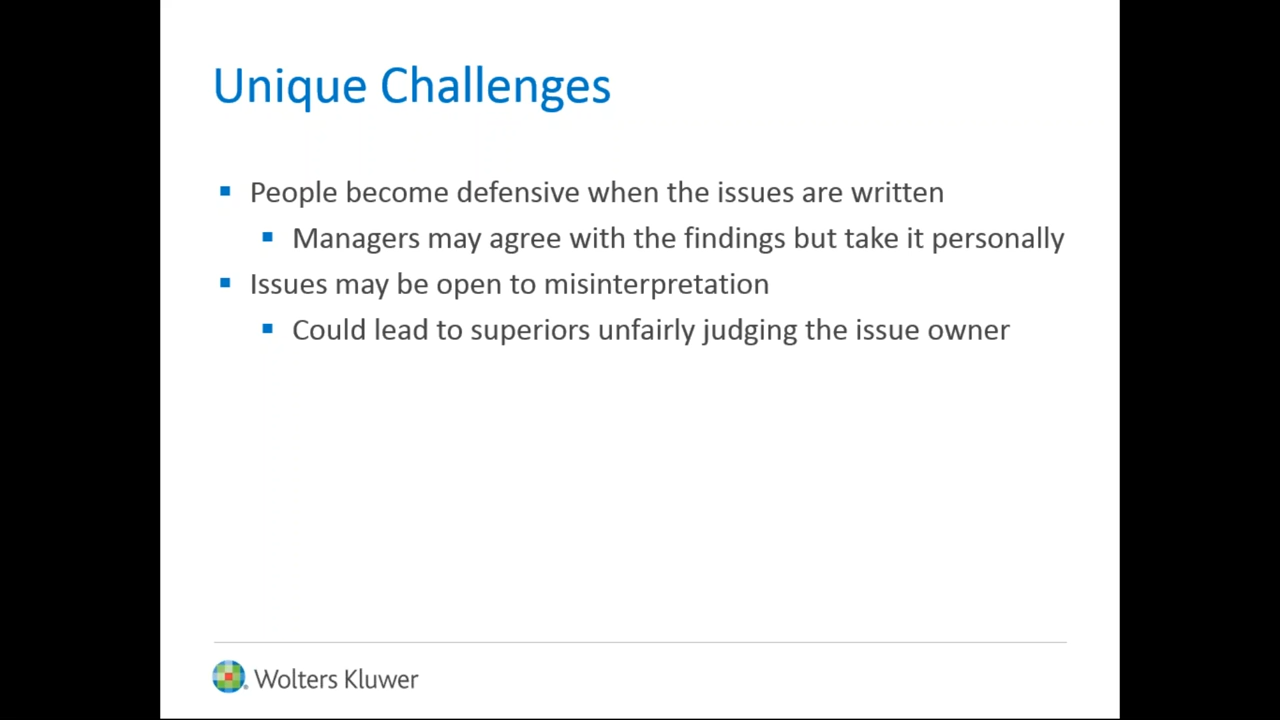 Unique Challenges
People become defensive when the issues are written
Managers may agree with the findings but take it personally
Issues may be open to misinterpretation
Could lead to superiors unfairly judging the issue owner
Wolters Kluwer